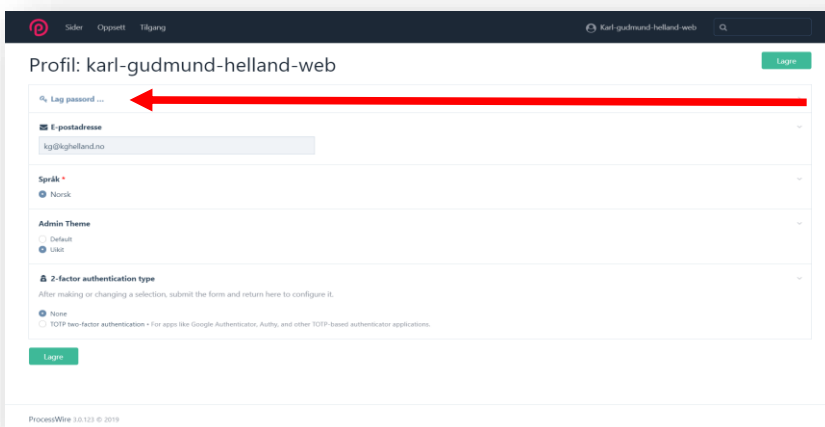 Sider Oppsett Tilgang Karl-gudmund-helland-web
Profil: karl-gudmund-helland-web
Lagre
Lag passord ...
E-postadresse
kg@kghelland.no
Språk *
Norsk
Admin Theme
Default
Uikit
2-factor authentication type
After making or changing a selection, submit the form and return here to configure it.
None
TOTP two-factor authentication • For apps like Google Authenticator, Authy, and other TOTP-based authenticator applications.
Lagre
ProcessWire 3.0.123 © 2019